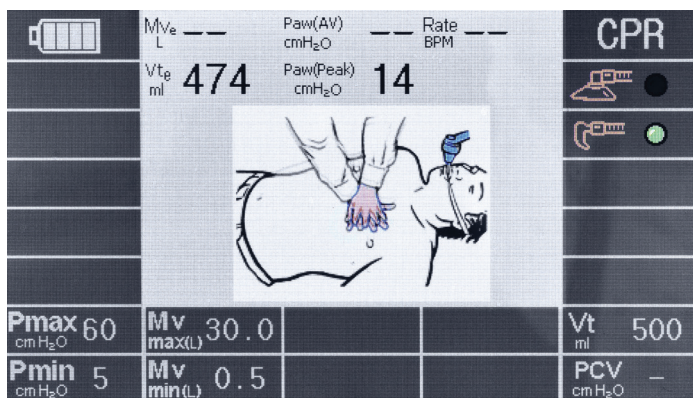 Mve -- L
Paw(AV) cmH₂O --
Rate BPM --
CPR
Vte ml 474
Paw(Peak) cmH₂O 14
Pmax cmH₂O 60
Mv max(L) 30.0
Vt ml 500
Pmin cmH₂O 5
Mv min(L) 0.5
PCV cmH₂O –